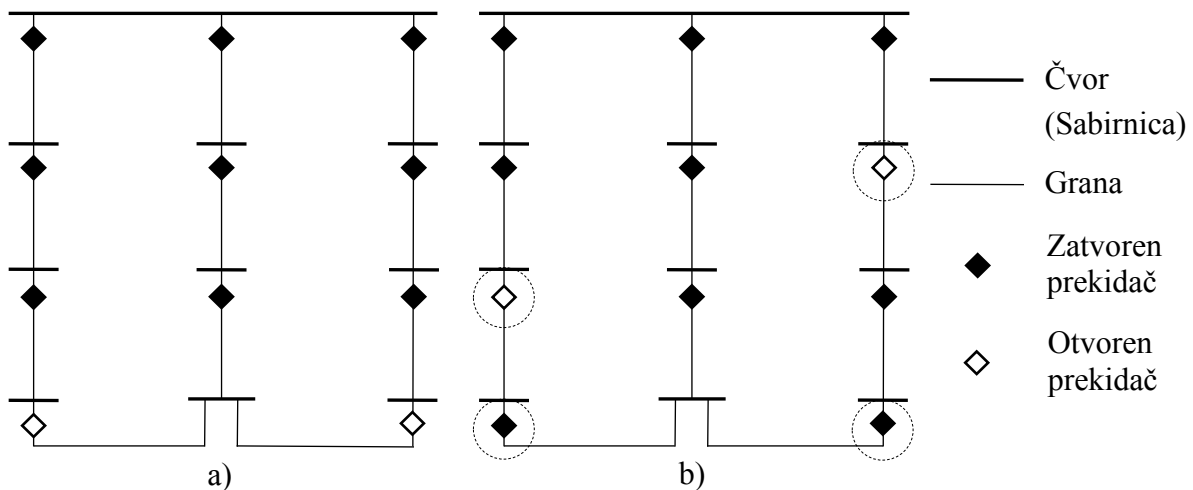 Čvor
(Sabirnica)
Grana
Zatvoren
prekidač
Otvoren
prekidač
a)
b)